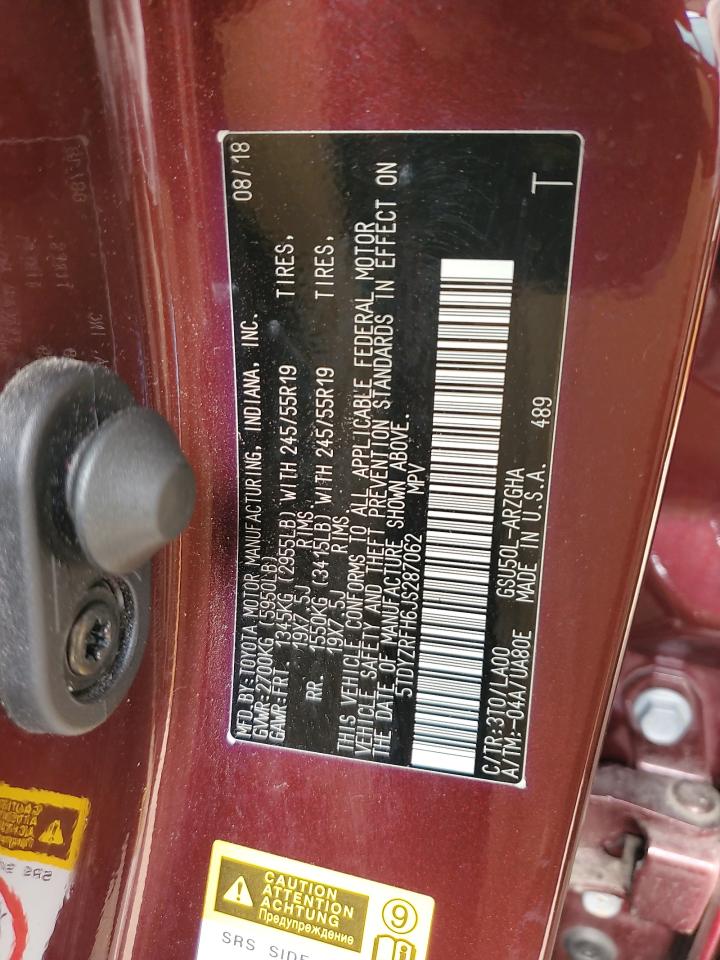 MFD.BY:TOYOTA MOTOR MANUFACTURING, INDIANA, INC. 08/18
GVWR:2700KG (5950LB)
GAWR:FRT. 1345KG (2955LB) WITH 245/55R19 TIRES,
19X7.5J RIMS
RR. 1550KG (3415LB) WITH 245/55R19 TIRES,
19X7.5J RIMS
THIS VEHICLE CONFORMS TO ALL APPLICABLE FEDERAL MOTOR
VEHICLE SAFETY AND THEFT PREVENTION STANDARDS IN EFFECT ON
THE DATE OF MANUFACTURE SHOWN ABOVE.
5TDYZRFH6JS287062 MPV
C/TR:3T0/LA00 GSU50L-ARZGHA
A/TM:-04A/UA80E MADE IN U.S.A. 489 T
CAUTION
ATTENTION
ACHTUNG
Предупреждение
9
SRS SIDE